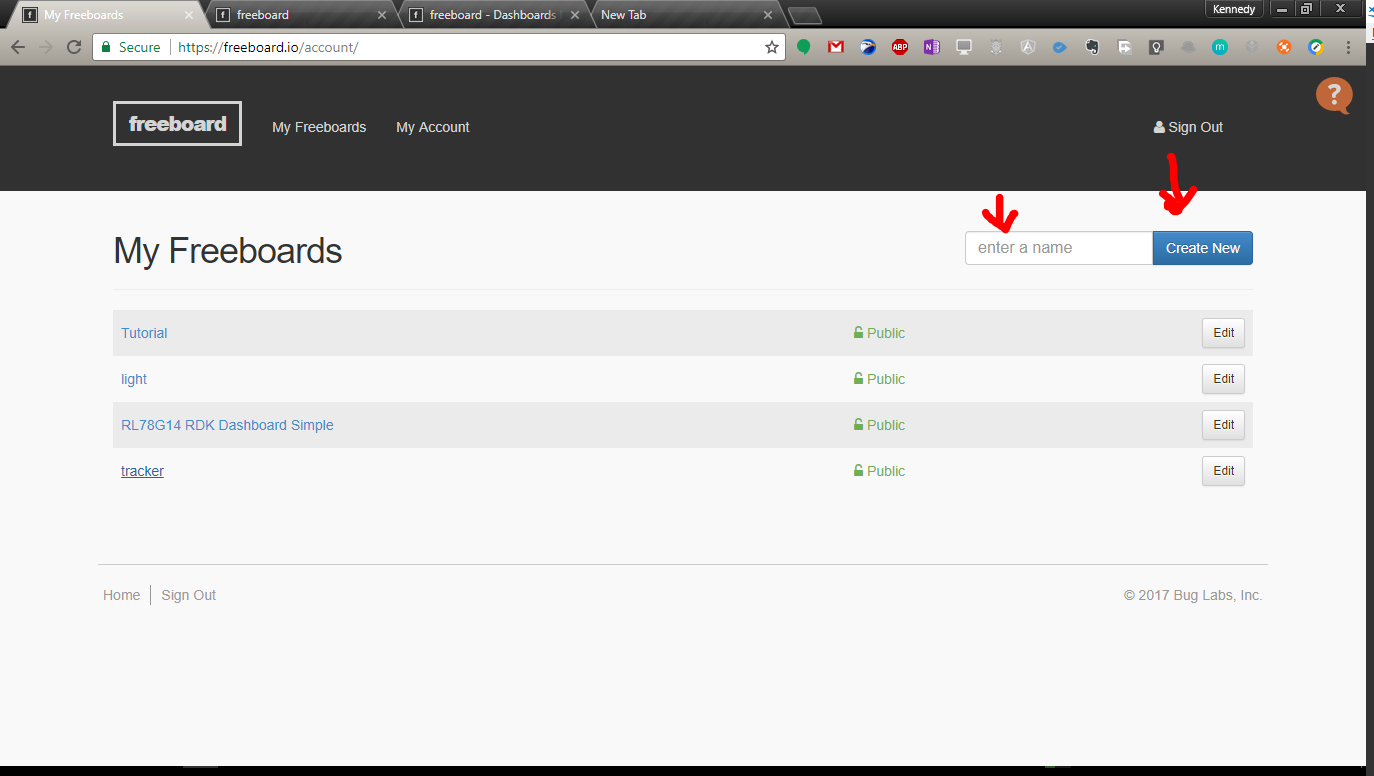 My Freeboards
freeboard
freeboard - Dashboards
New Tab
Kennedy
Secure https://freeboard.io/account/
freeboard
My Freeboards
My Account
Sign Out
?
My Freeboards
enter a name
Create New
Tutorial Public Edit
light Public Edit
RL78G14 RDK Dashboard Simple Public Edit
tracker Public Edit
Home Sign Out
© 2017 Bug Labs, Inc.